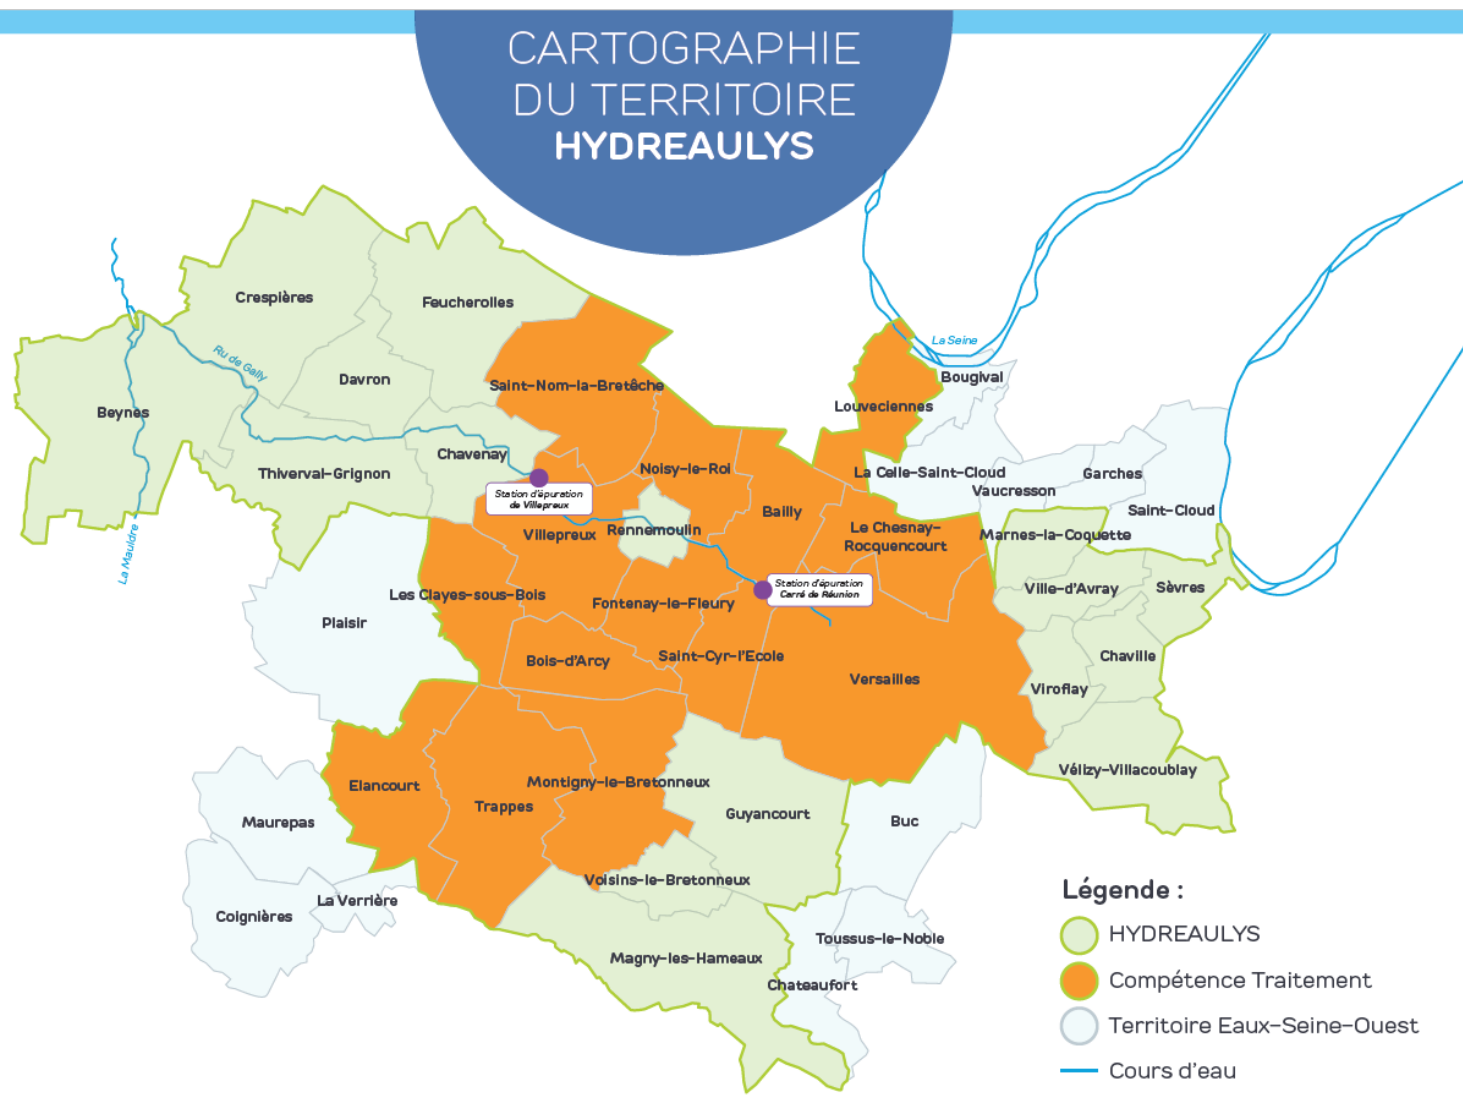 CARTOGRAPHIE
DU TERRITOIRE
HYDREAULYS
Crespières
Feucherolles
La Seine
Ru de Gally
Bougival
Davron
Saint-Nom-la-Bretêche
Louveciennes
Beynes
Chavenay
Thiverval-Grignon
Noisy-le-Roi
La Celle-Saint-Cloud
Garches
Vaucresson
Station d'épuration
de Villepreux
Bailly
Saint-Cloud
La Mauldre
Villepreux
Rennemoulin
Le Chesnay-
Rocquencourt
Marnes-la-Coquette
Station d'épuration
Carré de Réunion
Ville-d'Avray
Sèvres
Les Clayes-sous-Bois
Fontenay-le-Fleury
Plaisir
Bois-d'Arcy
Saint-Cyr-l'Ecole
Chaville
Versailles
Viroflay
Vélizy-Villacoublay
Elancourt
Montigny-le-Bretonneux
Trappes
Guyancourt
Maurepas
Buc
Voisins-le-Bretonneux
La Verrière
Coignières
Toussus-le-Noble
Magny-les-Hameaux
Chateaufort
Légende :
HYDREAULYS
Compétence Traitement
Territoire Eaux-Seine-Ouest
Cours d'eau